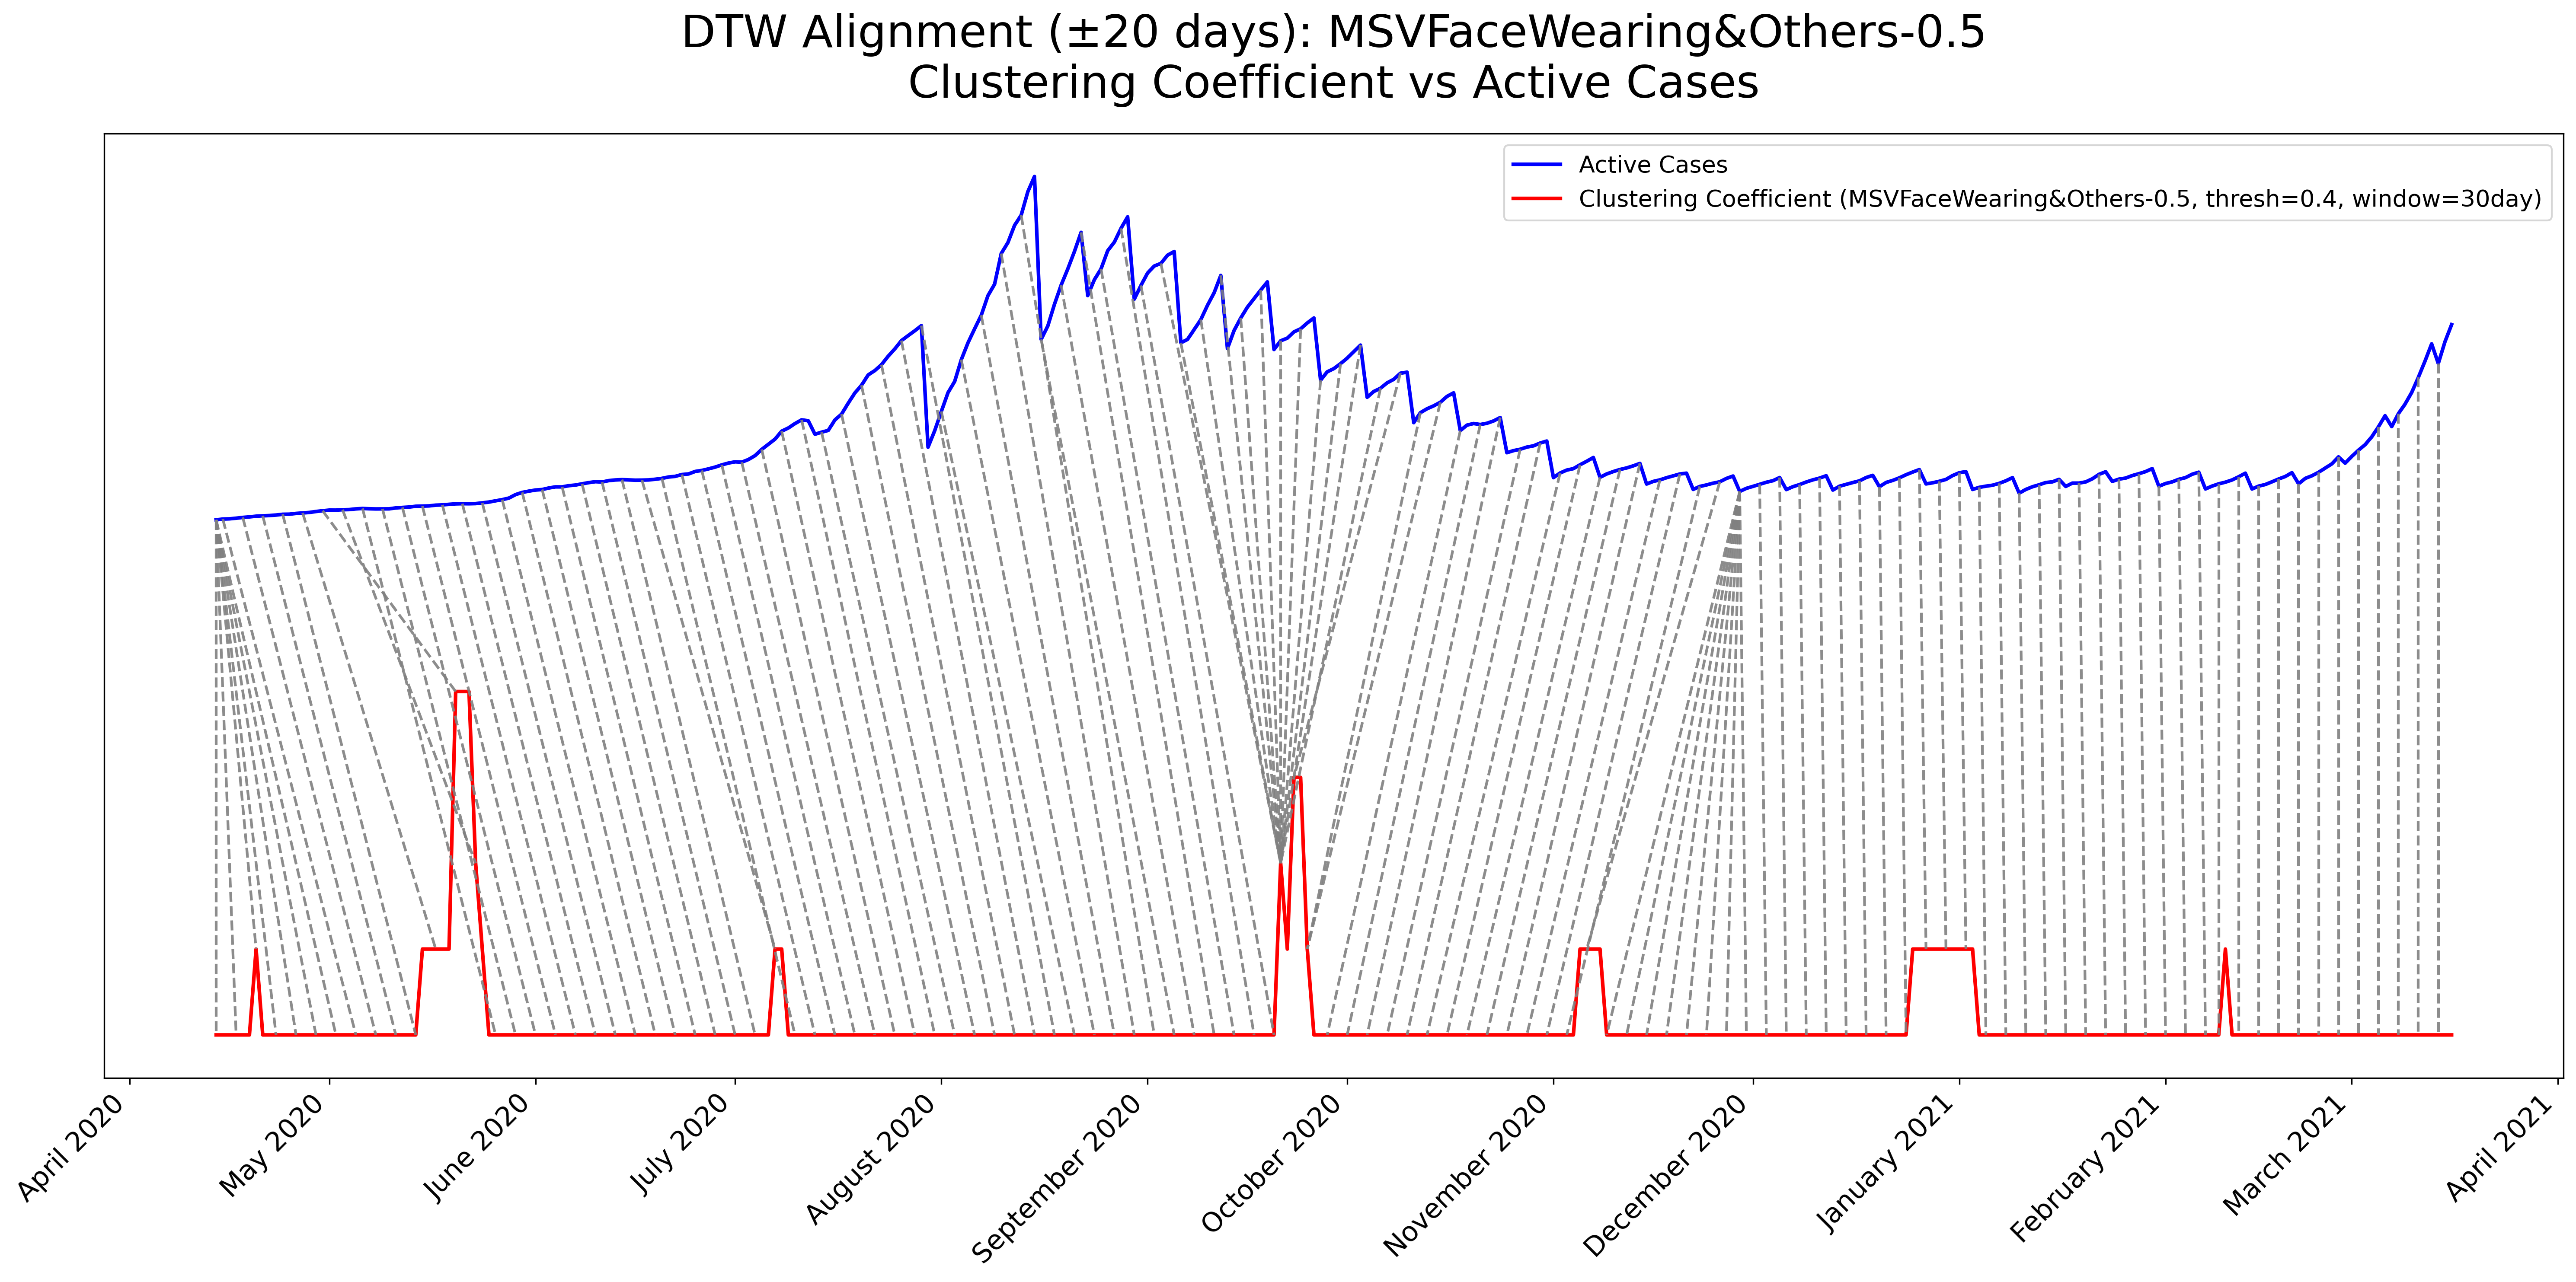 DTW Alignment (±20 days): MSVFaceWearing&Others-0.5
Clustering Coefficient vs Active Cases
Active Cases
Clustering Coefficient (MSVFaceWearing&Others-0.5, thresh=0.4, window=30day)
April 2020
May 2020
June 2020
July 2020
August 2020
September 2020
October 2020
November 2020
December 2020
January 2021
February 2021
March 2021
April 2021